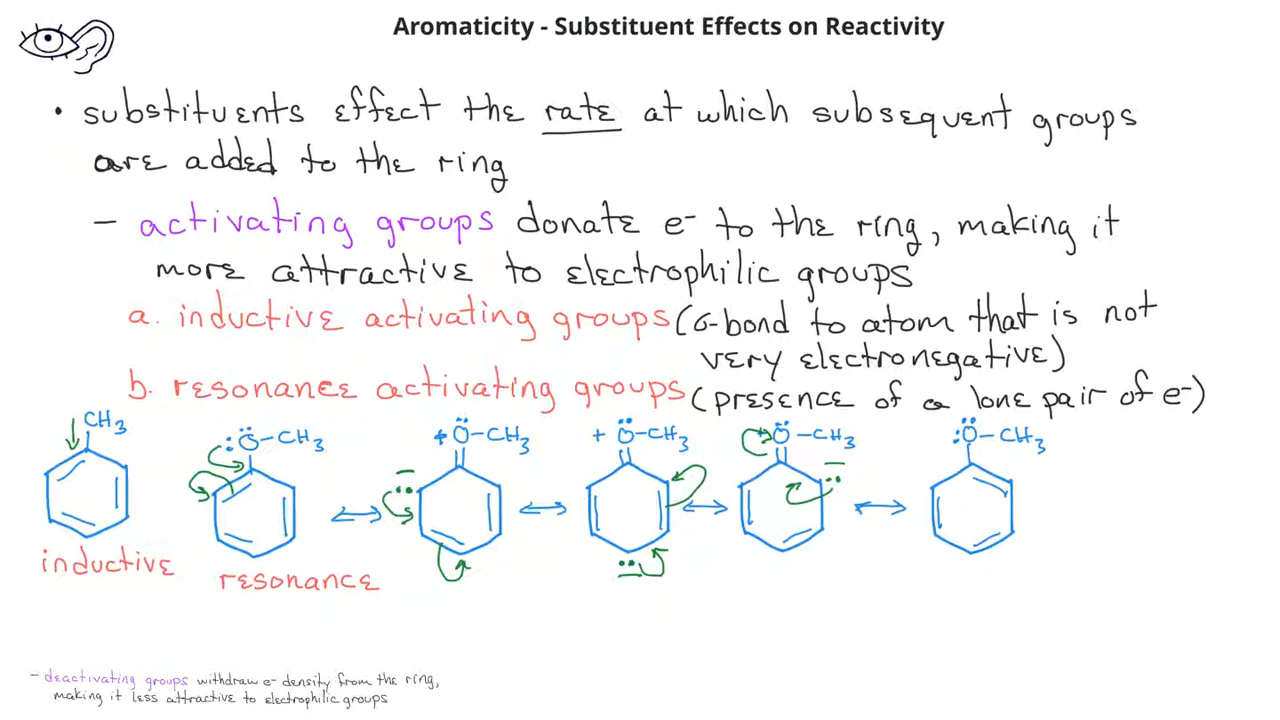 Aromaticity - Substituent Effects on Reactivity
• substituents effect the rate at which subsequent groups
are added to the ring
- activating groups donate e⁻ to the ring, making it
more attractive to electrophilic groups
a. inductive activating groups (σ-bond to atom that is not
very electronegative)
b. resonance activating groups (presence of a lone pair of e⁻)
CH₃
:Ö-CH₃
+Ö-CH₃
+Ö-CH₃
Ö-CH₃
:Ö-CH₃
inductive
resonance
- deactivating groups withdraw e- density from the ring,
making it less attractive to electrophilic groups